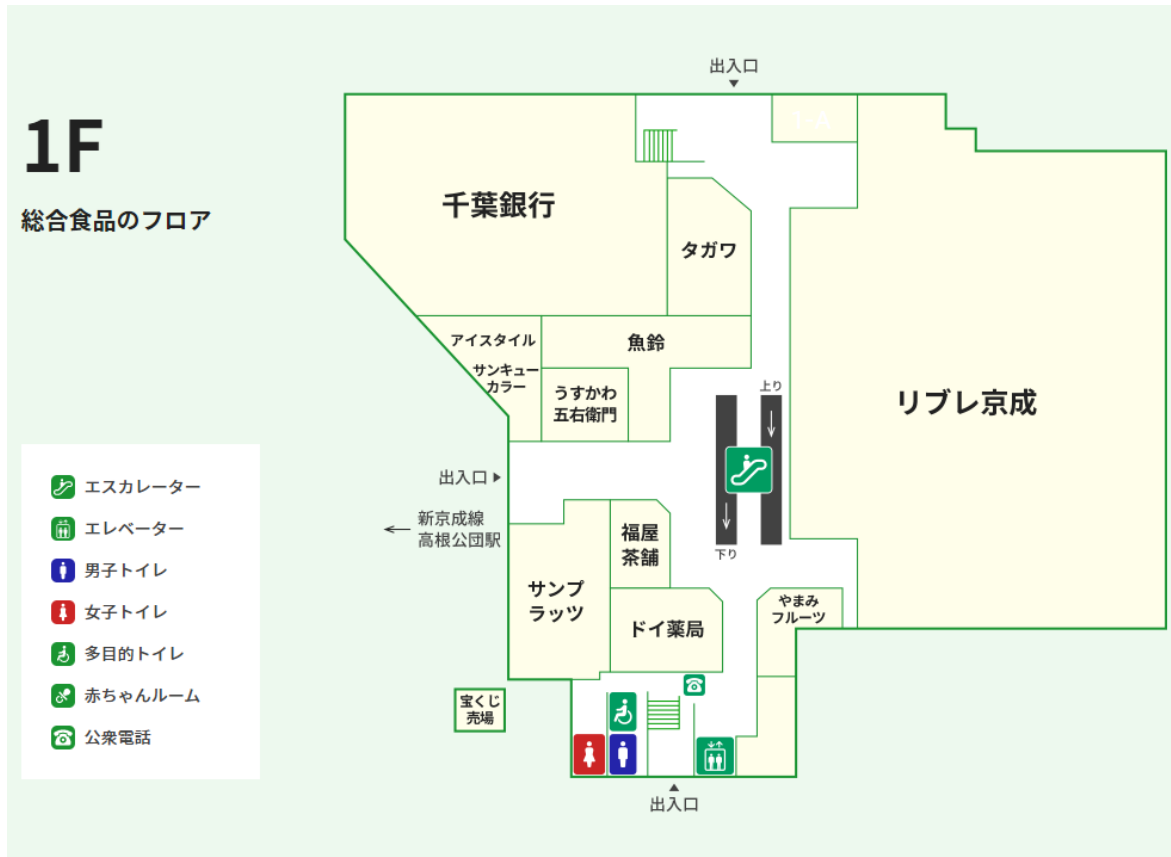 1F
総合食品のフロア
出入口
千葉銀行
タガワ
アイスタイル
サンキュー
カラー
魚鈴
うすかわ
五右衛門
リブレ京成
上り
下り
出入口
新京成線
高根公団駅
福屋
茶舗
サンプ
ラッツ
ドイ薬局
やまみ
フルーツ
宝くじ
売場
出入口
エスカレーター
エレベーター
男子トイレ
女子トイレ
多目的トイレ
赤ちゃんルーム
公衆電話